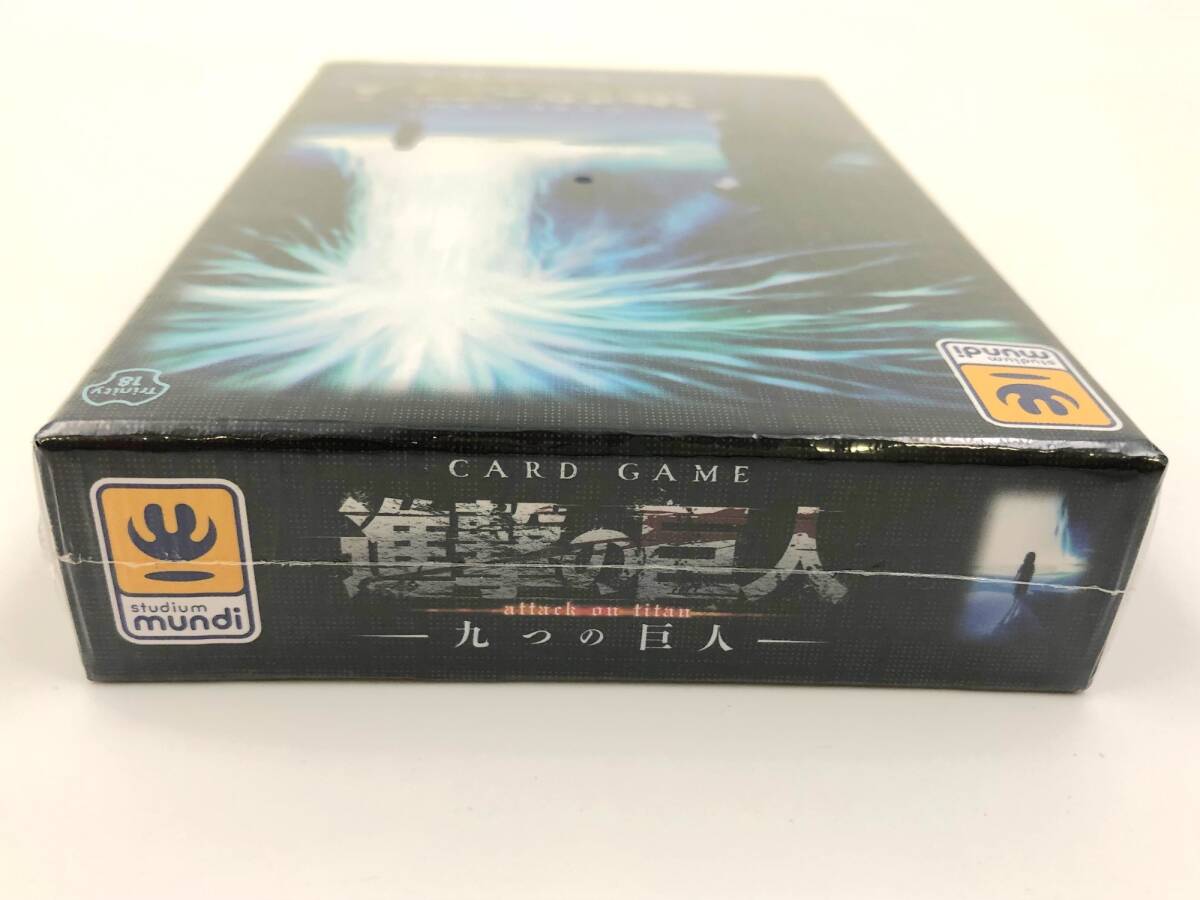 Trinity
18
studium
mundi
CARD GAME
進撃の巨人
attack on titan
九つの巨人
studium
mundi